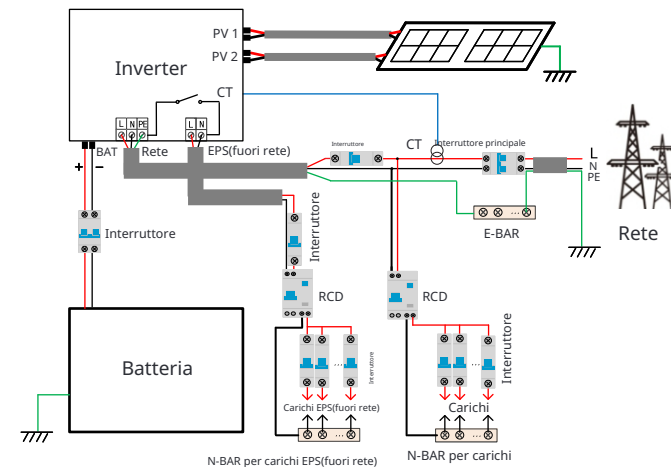 PV 1
PV 2
Inverter
CT
L N PE
L N
BAT
Rete
EPS(fuori rete)
+
−
Interruttore
CT
Interruttore principale
L
N
PE
Rete
E-BAR
Interruttore
Interruttore
RCD
RCD
Batteria
Interruttore
Interruttore
Carichi EPS(fuori rete)
Carichi
N-BAR per carichi
N-BAR per carichi EPS(fuori rete)